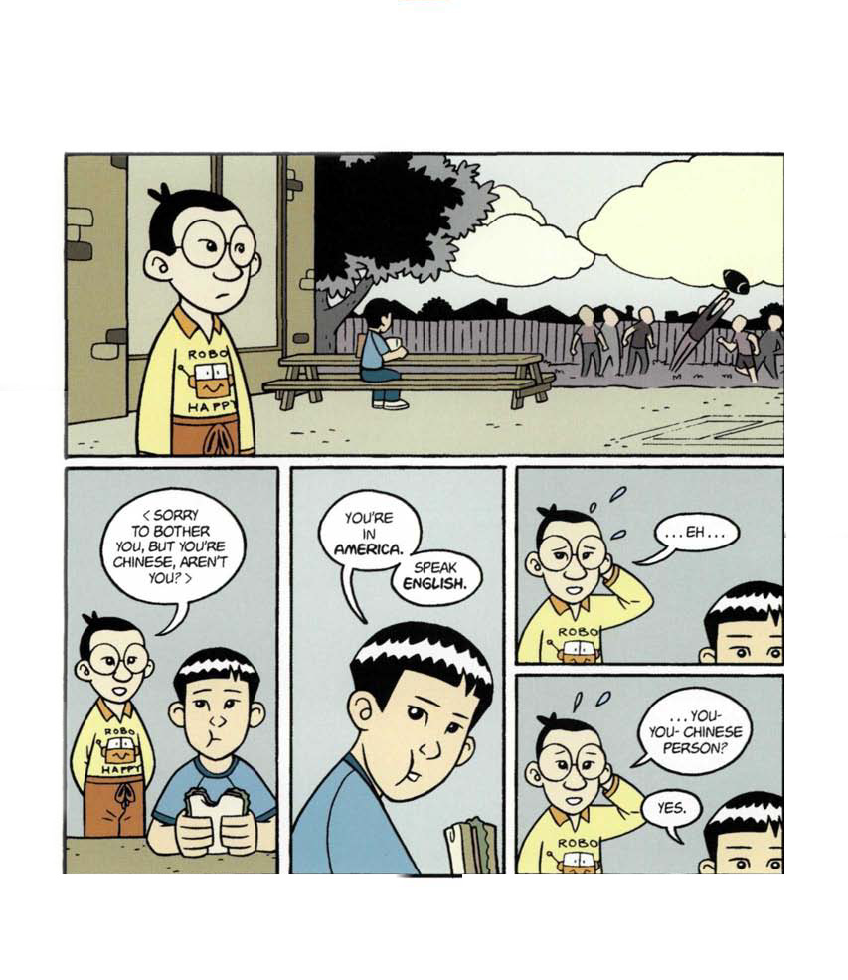 ROBO
HAPPY
< SORRY
TO BOTHER
YOU, BUT YOU'RE
CHINESE, AREN'T
YOU? >
ROBO
HAPPY
YOU'RE
IN
AMERICA.
SPEAK
ENGLISH.
...EH...
ROBO
...YOU-
YOU- CHINESE
PERSON?
YES.
ROBO